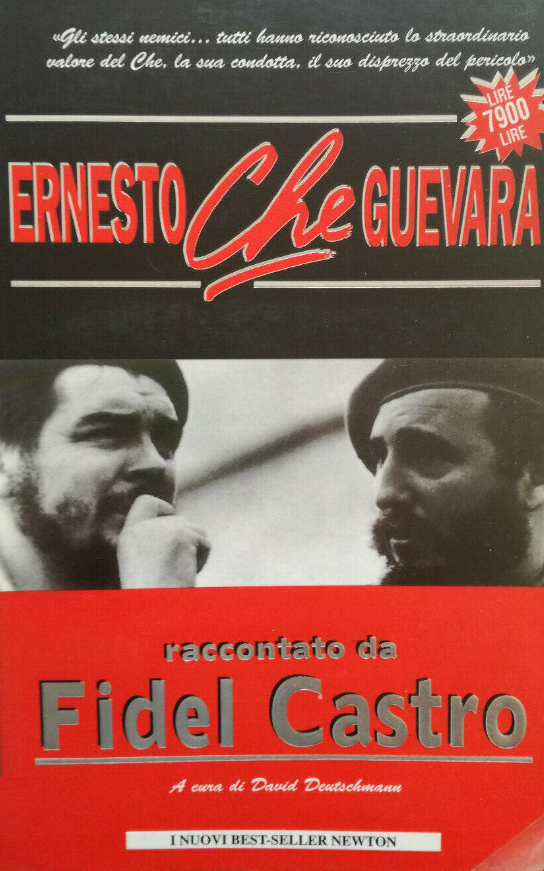 «Gli stessi nemici... tutti hanno riconosciuto lo straordinario
valore del Che, la sua condotta, il suo disprezzo del pericolo»
LIRE
7900
LIRE
ERNESTO Che GUEVARA
raccontato da
Fidel Castro
A cura di David Deutschmann
I NUOVI BEST-SELLER NEWTON